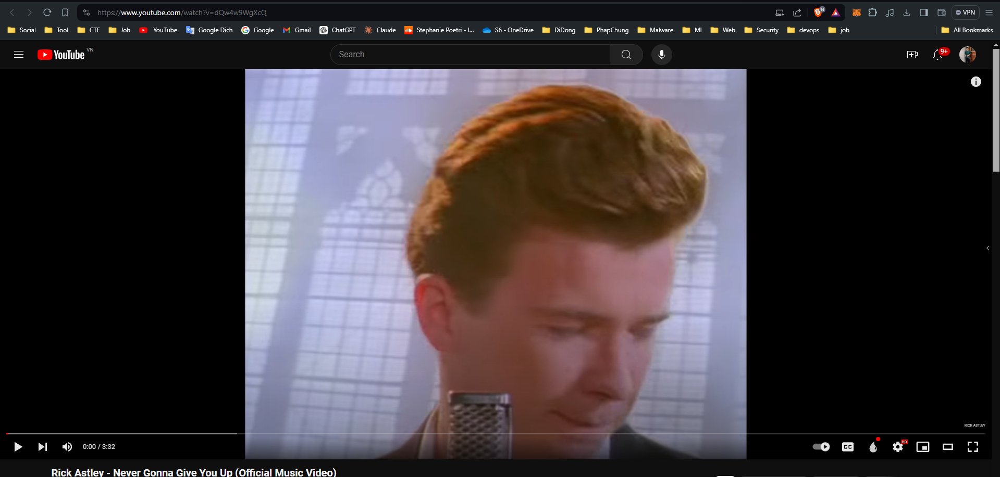 https://www.youtube.com/watch?v=dQw4w9WgXcQ
14
VPN
Social Tool CTF Job YouTube Google Dịch Google Gmail ChatGPT Claude Stephanie Poetri - I... S6 - OneDrive DiDong PhapChung Malware MI Web Security devops job All Bookmarks
YouTube VN
Search
9+
RICK ASTLEY
0:00 / 3:32
CC
HD
Rick Astley - Never Gonna Give You Up (Official Music Video)